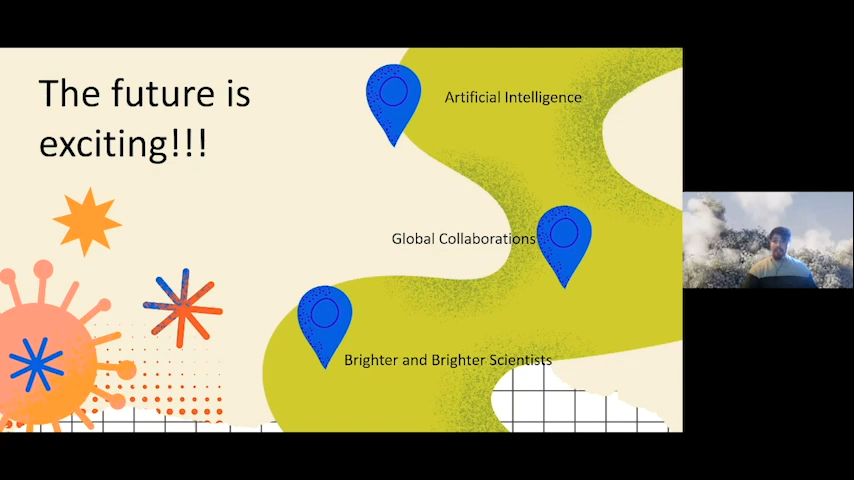 The future is
exciting!!!
Artificial Intelligence
Global Collaborations
Brighter and Brighter Scientists